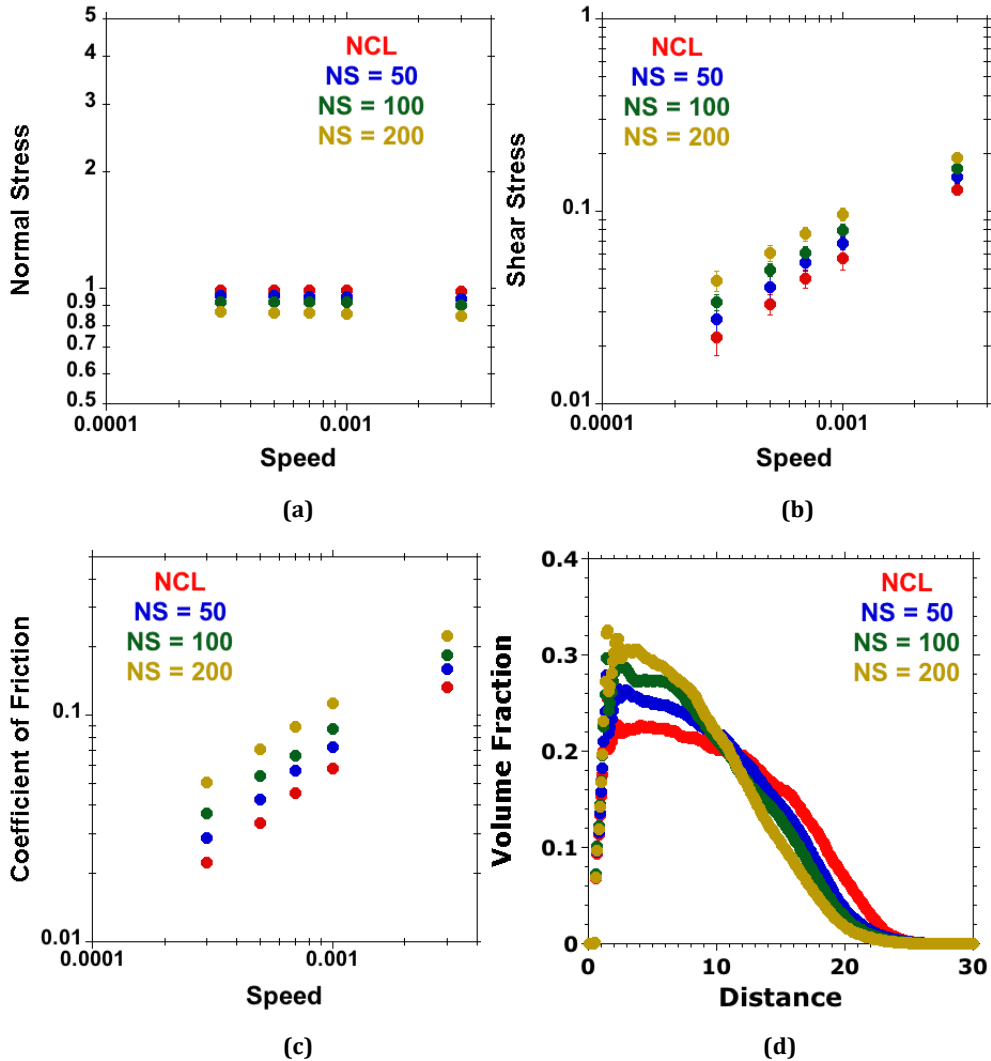 5
4
3
2
1
0.9
0.8
0.7
0.6
0.5
0.0001
0.001
Normal Stress
Speed
NCL
NS = 50
NS = 100
NS = 200
(a)
1
0.1
0.01
0.0001
0.001
Shear Stress
Speed
NCL
NS = 50
NS = 100
NS = 200
(b)
0.1
0.01
0.0001
0.001
Coefficient of Friction
Speed
NCL
NS = 50
NS = 100
NS = 200
(c)
0.4
0.3
0.2
0.1
0
0
10
20
30
Volume Fraction
Distance
NCL
NS = 50
NS = 100
NS = 200
(d)